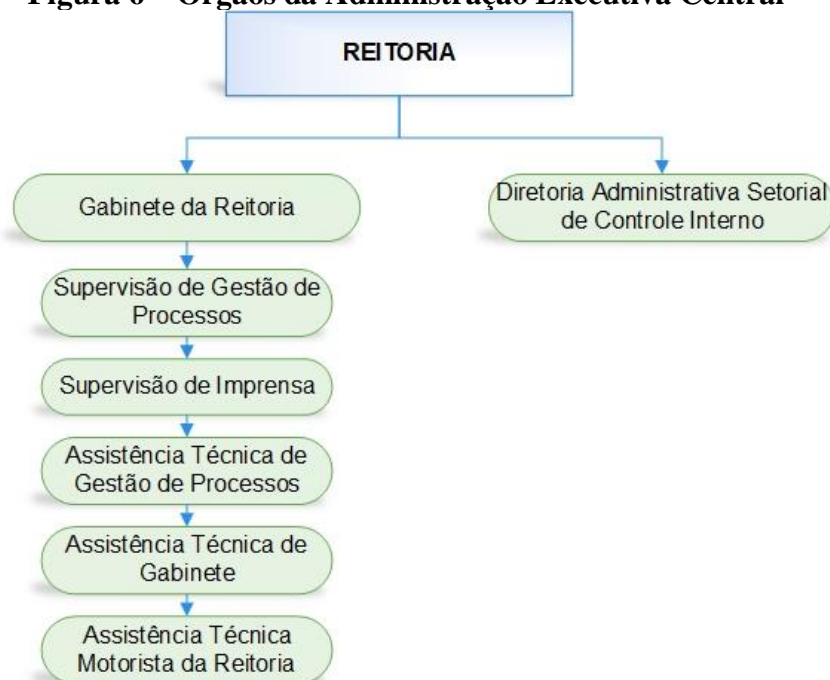 Figura 6 – Órgãos da Administração Executiva Central
REITORIA
Gabinete da Reitoria
Diretoria Administrativa Setorial
de Controle Interno
Supervisão de Gestão de
Processos
Supervisão de Imprensa
Assistência Técnica de
Gestão de Processos
Assistência Técnica de
Gabinete
Assistência Técnica
Motorista da Reitoria